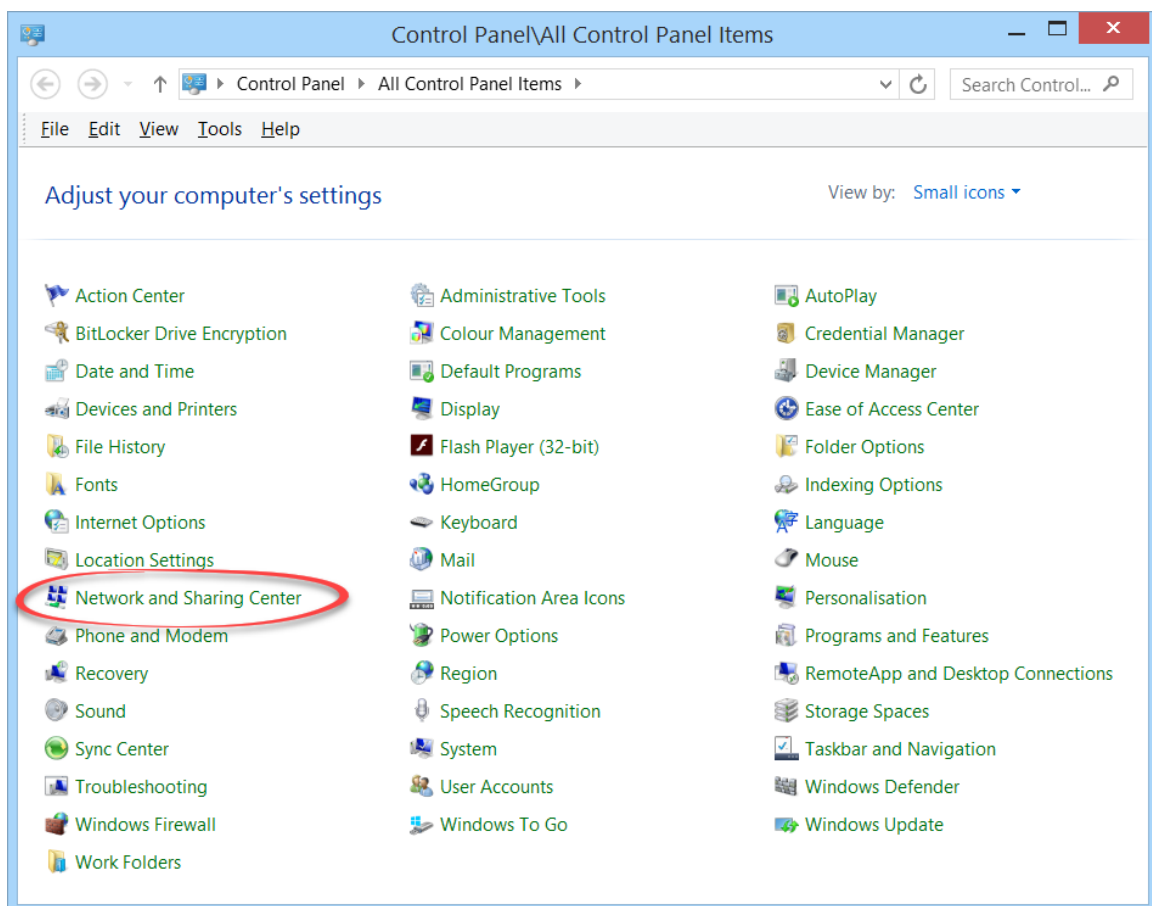 Control Panel\All Control Panel Items
Control Panel All Control Panel Items Search Control...
File Edit View Tools Help
Adjust your computer's settings View by: Small icons
Action Center Administrative Tools AutoPlay
BitLocker Drive Encryption Colour Management Credential Manager
Date and Time Default Programs Device Manager
Devices and Printers Display Ease of Access Center
File History Flash Player (32-bit) Folder Options
Fonts HomeGroup Indexing Options
Internet Options Keyboard Language
Location Settings Mail Mouse
Network and Sharing Center Notification Area Icons Personalisation
Phone and Modem Power Options Programs and Features
Recovery Region RemoteApp and Desktop Connections
Sound Speech Recognition Storage Spaces
Sync Center System Taskbar and Navigation
Troubleshooting User Accounts Windows Defender
Windows Firewall Windows To Go Windows Update
Work Folders